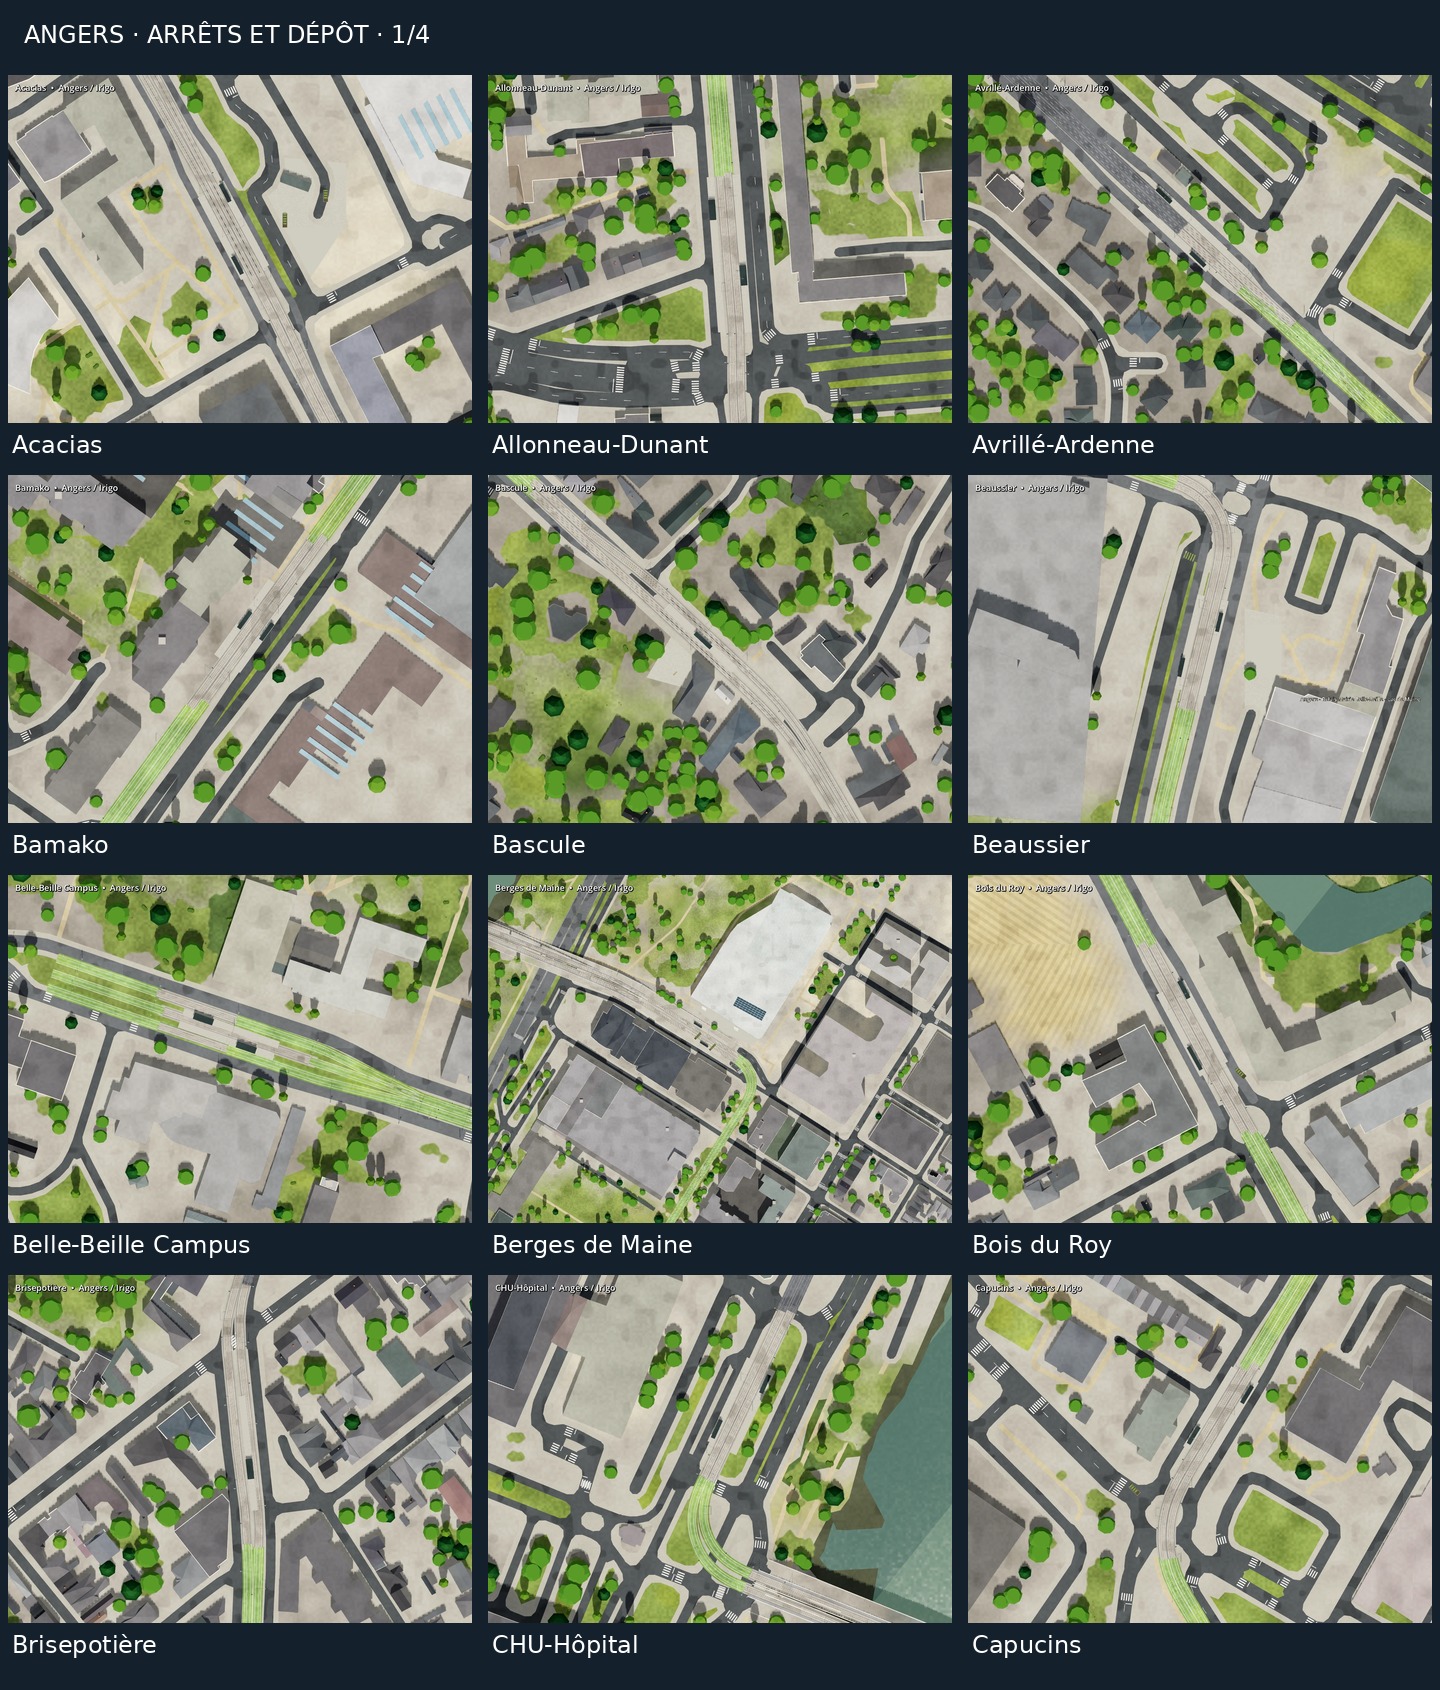 ANGERS · ARRÊTS ET DÉPÔT · 1/4
Acacias • Angers / Irigo
Allonneau-Dunant • Angers / Irigo
Avrillé-Ardenne • Angers / Irigo
Acacias
Allonneau-Dunant
Avrillé-Ardenne
Bamako • Angers / Irigo
Bascule • Angers / Irigo
Beaussier • Angers / Irigo
Bamako
Bascule
Beaussier
Belle-Beille Campus • Angers / Irigo
Berges de Maine • Angers / Irigo
Bois du Roy • Angers / Irigo
Belle-Beille Campus
Berges de Maine
Bois du Roy
Brisepotière • Angers / Irigo
CHU-Hôpital • Angers / Irigo
Capucins • Angers / Irigo
Brisepotière
CHU-Hôpital
Capucins